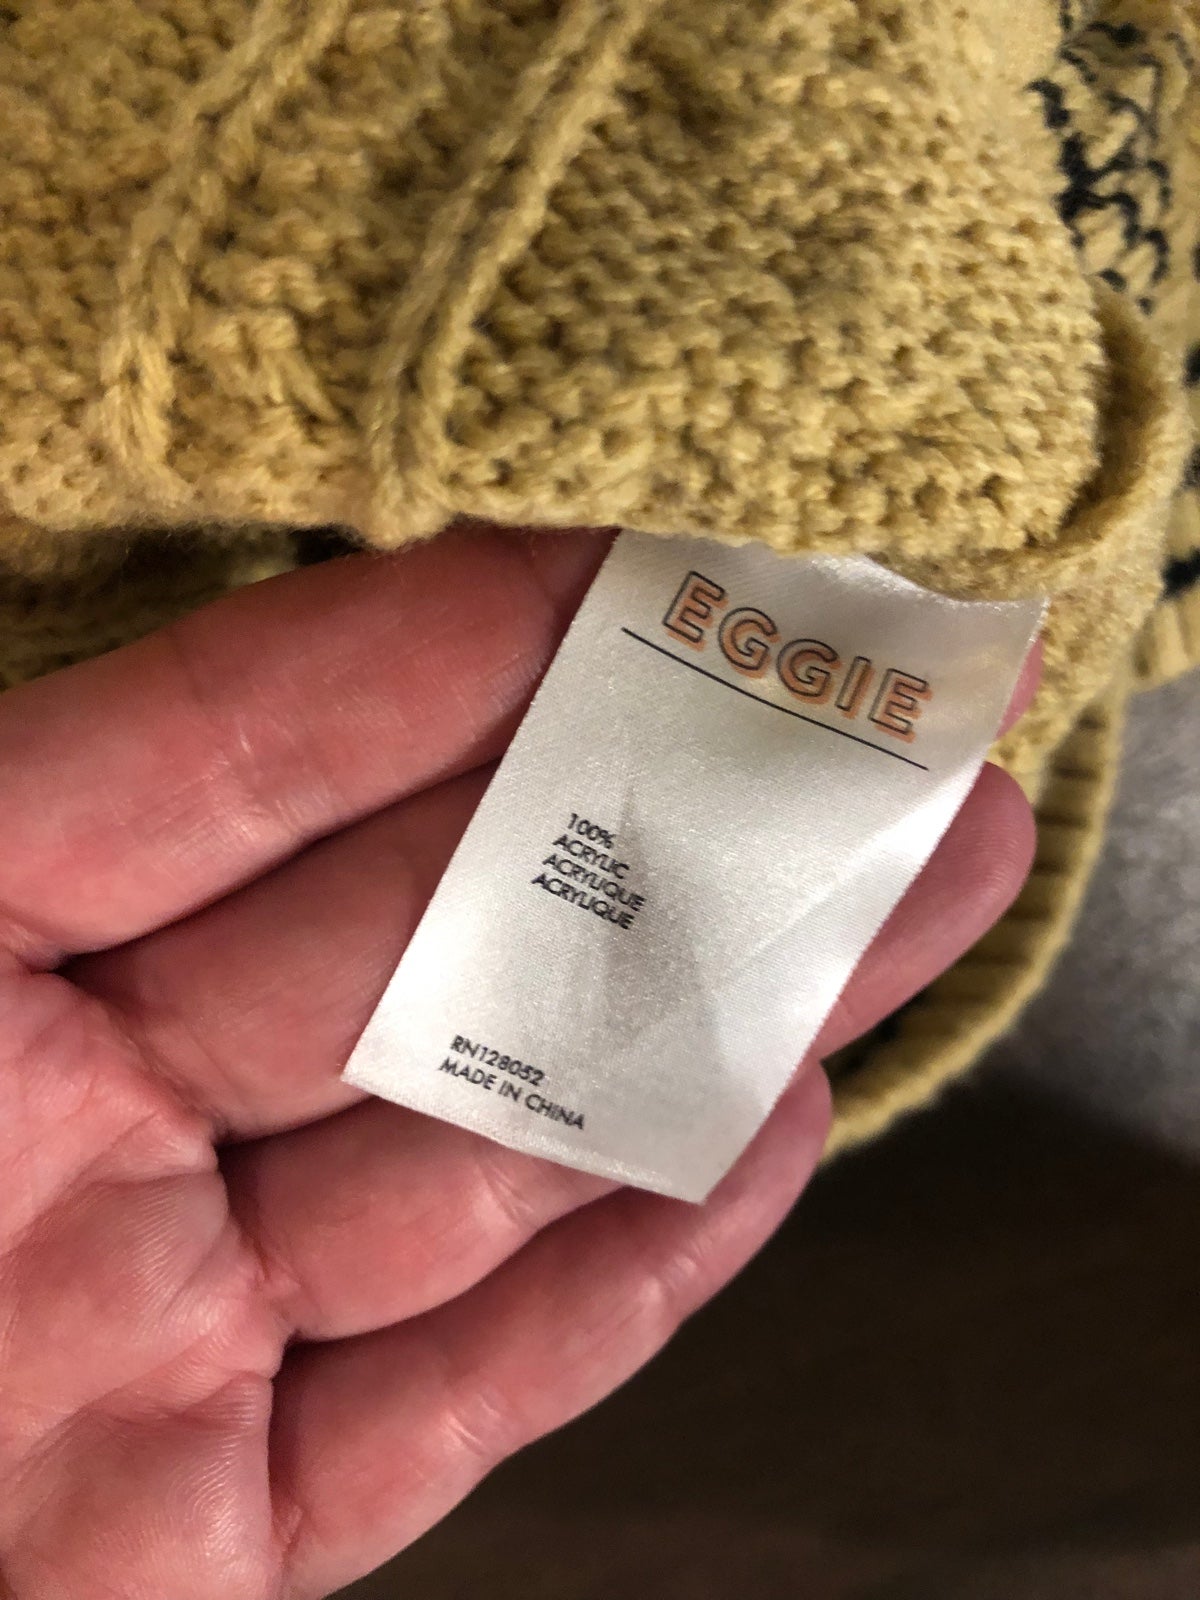 EGGIE
100%
ACRYLIC
ACRYLIQUE
ACRYLIQUE
RN128052
MADE IN CHINA